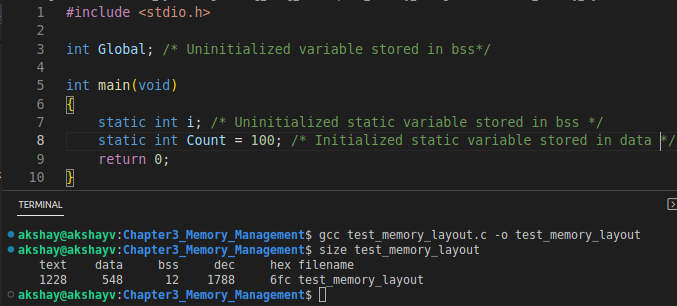 1 #include <stdio.h>
2
3 int Global; /* Uninitialized variable stored in bss*/
4
5 int main(void)
6 {
7     static int i; /* Uninitialized static variable stored in bss */
8     static int Count = 100; /* Initialized static variable stored in data */
9     return 0;
10 }
TERMINAL
akshay@akshayv:Chapter3_Memory_Management$ gcc test_memory_layout.c -o test_memory_layout
akshay@akshayv:Chapter3_Memory_Management$ size test_memory_layout
   text    data     bss     dec     hex filename
   1228     548      12    1788     6fc test_memory_layout
akshay@akshayv:Chapter3_Memory_Management$